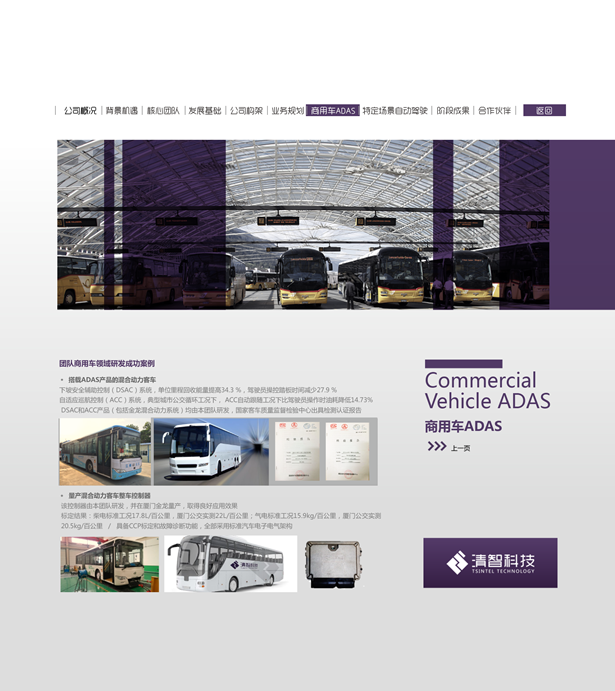 公司概况 背景机遇 核心团队 发展基础 公司构架 业务规划 商用车ADAS 特定场景自动驾驶 阶段成果 合作伙伴 返回
团队商用车领域研发成功案例
• 搭载ADAS产品的混合动力客车
下坡安全辅助控制（DSAC）系统，单位里程回收能量提高34.3 %，驾驶员操控踏板时间减少27.9 %
自适应巡航控制（ACC）系统，典型城市公交循环工况下， ACC自动跟随工况下比驾驶员操作时油耗降低14.73%
DSAC和ACC产品（包括金龙混合动力系统）均由本团队研发，国家客车质量监督检验中心出具检测认证报告
• 量产混合动力客车整车控制器
该控制器由本团队研发，并在厦门金龙量产，取得良好应用效果
标定结果：柴电标准工况17.8L/百公里，厦门公交实测22L/百公里；气电标准工况15.9kg/百公里，厦门公交实测
20.5kg/百公里 / 具备CCP标定和故障诊断功能，全部采用标准汽车电子电气架构
清智科技
Commercial
Vehicle ADAS
商用车ADAS
上一页
清智科技
TSINTEL TECHNOLOGY